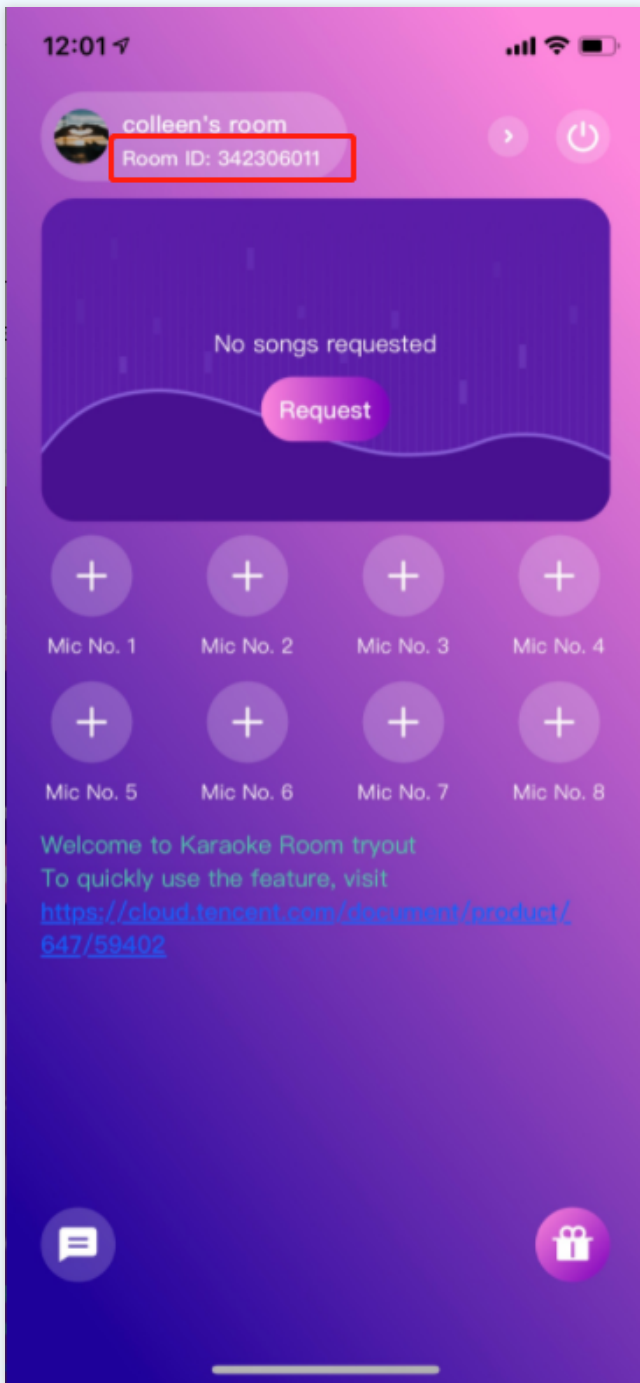 12:01
colleen's room
Room ID: 342306011
No songs requested
Request
Mic No. 1
Mic No. 2
Mic No. 3
Mic No. 4
Mic No. 5
Mic No. 6
Mic No. 7
Mic No. 8
Welcome to Karaoke Room tryout
To quickly use the feature, visit
https://cloud.tencent.com/document/product/
647/59402